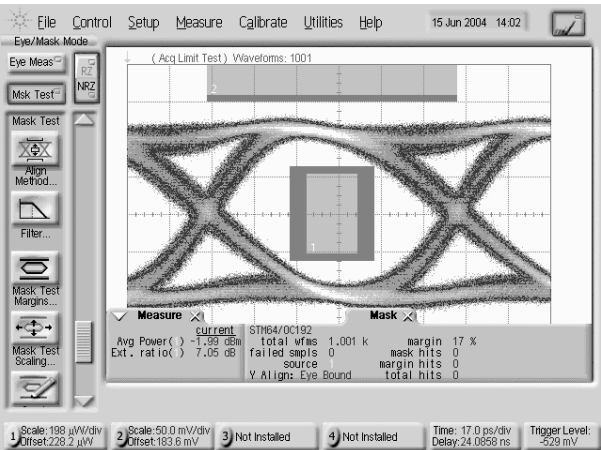 File Control Setup Measure Calibrate Utilities Help 15 Jun 2004 14:02
Eye/Mask Mode
Eye Meas
RZ
NRZ
Msk Test
( Acq Limit Test ) Waveforms: 1001
2
1
Mask Test
Align
Method...
Filter...
Mask Test
Margins...
Mask Test
Scaling...
Measure
current
Avg Power( ) -1.99 dBm
Ext. ratio( ) 7.05 dB
Mask
STM64/OC192
total wfms 1.001 k margin 17 %
failed smpls 0 mask hits 0
source 1 margin hits 0
Y Align: Eye Bound total hits 0
1 Scale: 198 µW/div
Offset:228.2 µW
2 Scale:50.0 mV/div
Offset:183.6 mV
3 Not Installed
4 Not Installed
Time: 17.0 ps/div
Delay:24.0858 ns
Trigger Level:
-529 mV